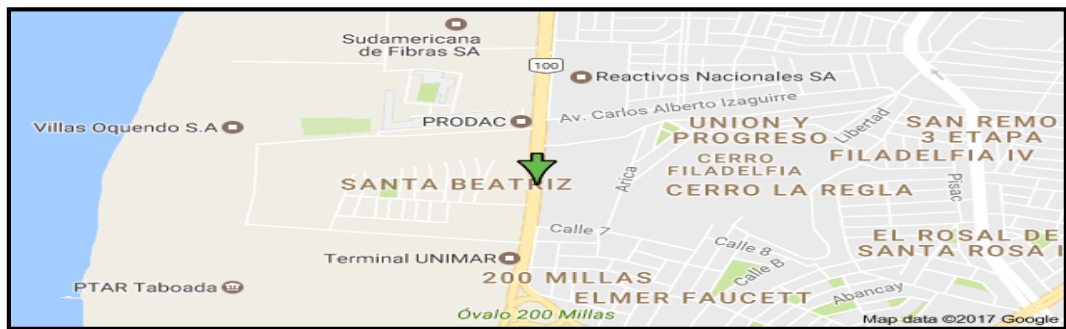 Sudamericana
de Fibras SA
100
Reactivos Nacionales SA
Av. Carlos Alberto Izaguirre
Villas Oquendo S.A
PRODAC
UNION Y
PROGRESO
Libertad
SAN REMO
3 ETAPA
CERRO
FILADELFIA
FILADELFIA IV
Arica
SANTA BEATRIZ
CERRO LA REGLA
Pisac
Calle 7
Calle 8
EL ROSAL DE
SANTA ROSA I
Terminal UNIMAR
Calle B
200 MILLAS
PTAR Taboada
ELMER FAUCETT
Abancay
Óvalo 200 Millas
Map data ©2017 Google